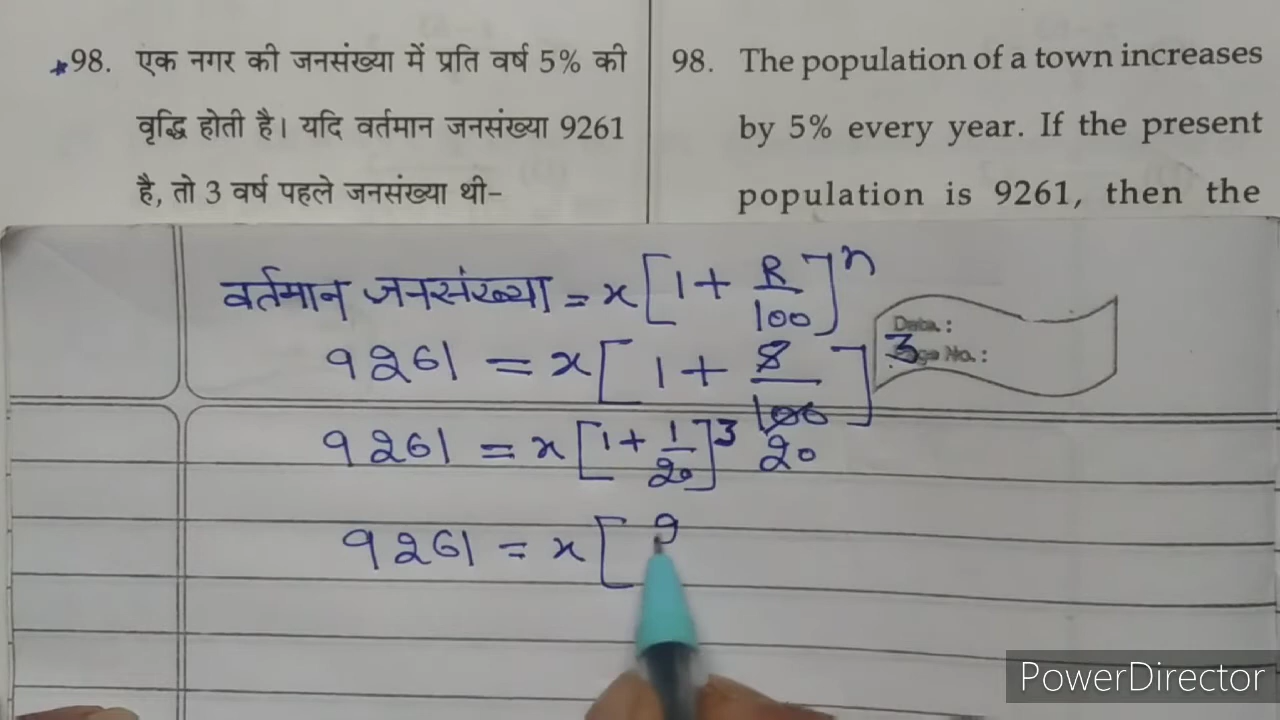 *98. एक नगर की जनसंख्या में प्रति वर्ष 5% की
वृद्धि होती है। यदि वर्तमान जनसंख्या 9261
है, तो 3 वर्ष पहले जनसंख्या थी-
98. The population of a town increases
by 5% every year. If the present
population is 9261, then the
वर्तमान जनसंख्या = x[1 + R/100]^n
9261 = x[1 + 5/100]^3
20
9261 = x[1 + 1/20]^3
9261 = x[
Date :
Page No. :
PowerDirector